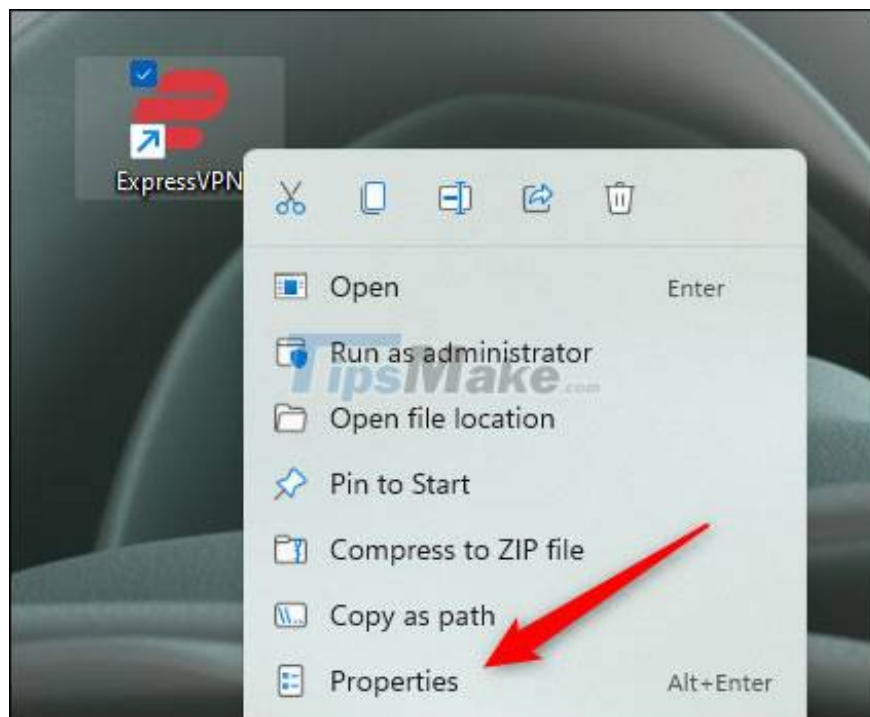 ExpressVPN
Open Enter
Run as administrator
TipsMake.com
Open file location
Pin to Start
Compress to ZIP file
Copy as path
Properties Alt+Enter